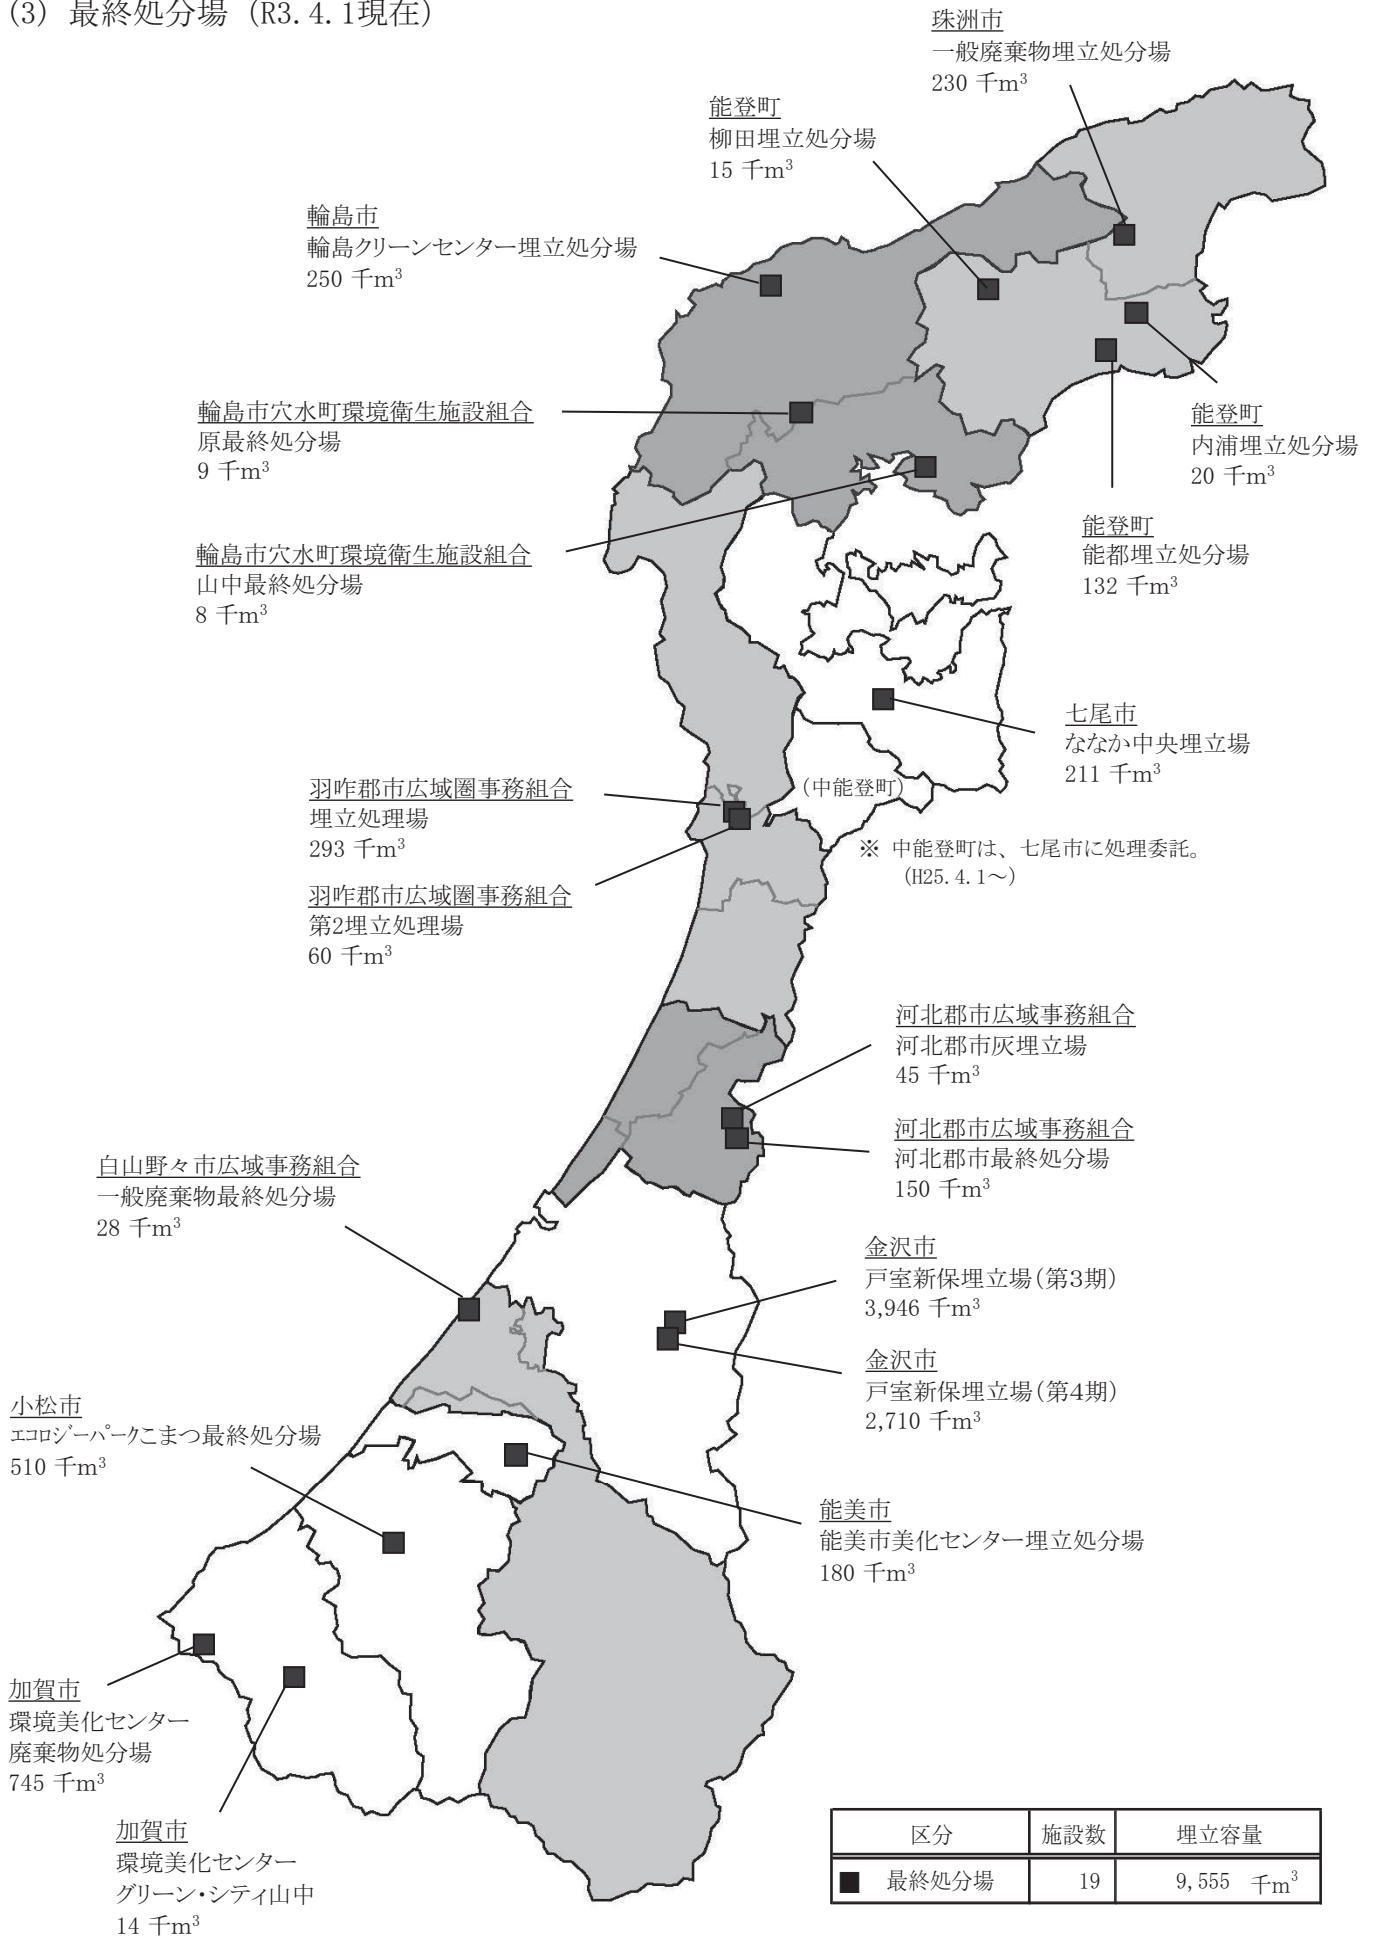 (3) 最終処分場 (R3.4.1現在)
珠洲市
一般廃棄物埋立処分場
230 千m³
能登町
柳田埋立処分場
15 千m³
輪島市
輪島クリーンセンター埋立処分場
250 千m³
輪島市穴水町環境衛生施設組合
原最終処分場
9 千m³
能登町
内浦埋立処分場
20 千m³
能登町
能都埋立処分場
132 千m³
輪島市穴水町環境衛生施設組合
山中最終処分場
8 千m³
七尾市
ななか中央埋立場
211 千m³
(中能登町)
※ 中能登町は、七尾市に処理委託。
(H25.4.1～)
羽咋郡市広域圏事務組合
埋立処理場
293 千m³
羽咋郡市広域圏事務組合
第2埋立処理場
60 千m³
河北郡市広域事務組合
河北郡市灰埋立場
45 千m³
河北郡市広域事務組合
河北郡市最終処分場
150 千m³
白山野々市広域事務組合
一般廃棄物最終処分場
28 千m³
金沢市
戸室新保埋立場(第3期)
3,946 千m³
金沢市
戸室新保埋立場(第4期)
2,710 千m³
小松市
エコロジーパークこまつ最終処分場
510 千m³
能美市
能美市美化センター埋立処分場
180 千m³
加賀市
環境美化センター
廃棄物処分場
745 千m³
加賀市
環境美化センター
グリーン・シティ山中
14 千m³
区分 施設数 埋立容量
■ 最終処分場 19 9,555 千m³